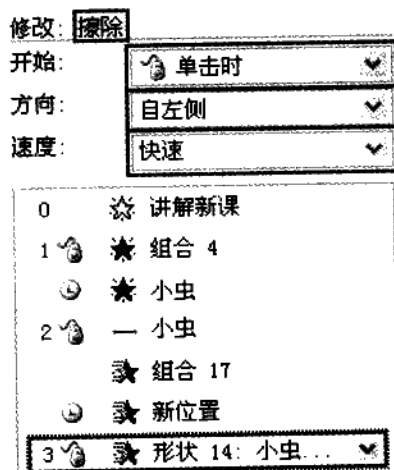 修改: 擦除
开始: 单击时
方向: 自左侧
速度: 快速
0 讲解新课
1 组合 4
小虫
2 小虫
组合 17
新位置
3 形状 14: 小虫...